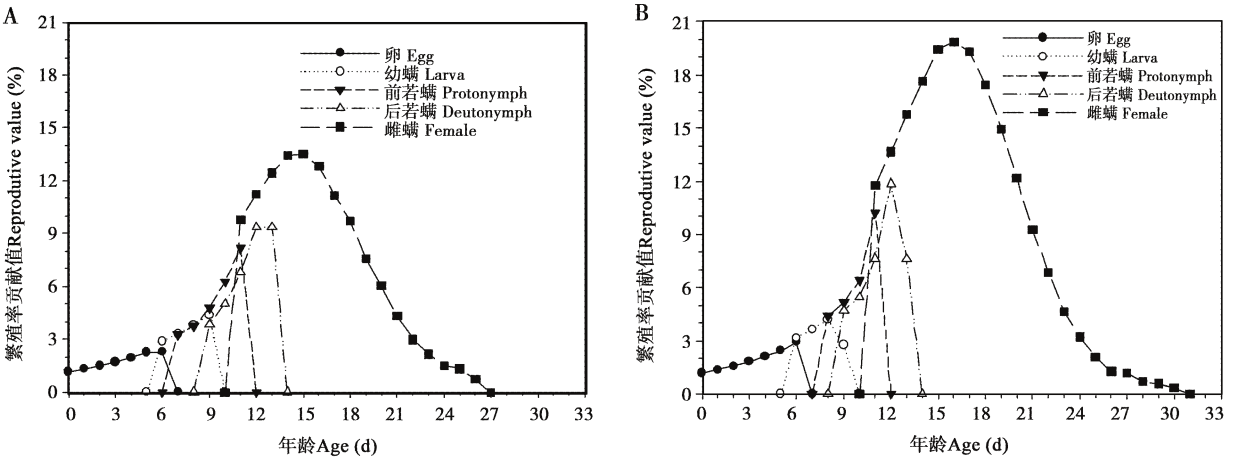 A
繁殖率贡献值Reprodutive value (%)
21
18
15
12
9
6
3
0
卵 Egg
幼螨 Larva
前若螨 Protonymph
后若螨 Deutonymph
雌螨 Female
0 3 6 9 12 15 18 21 24 27 30 33
年龄Age (d)
B
繁殖率贡献值Reprodutive value (%)
21
18
15
12
9
6
3
0
卵 Egg
幼螨 Larva
前若螨 Protonymph
后若螨 Deutonymph
雌螨 Female
0 3 6 9 12 15 18 21 24 27 30 33
年龄Age (d)